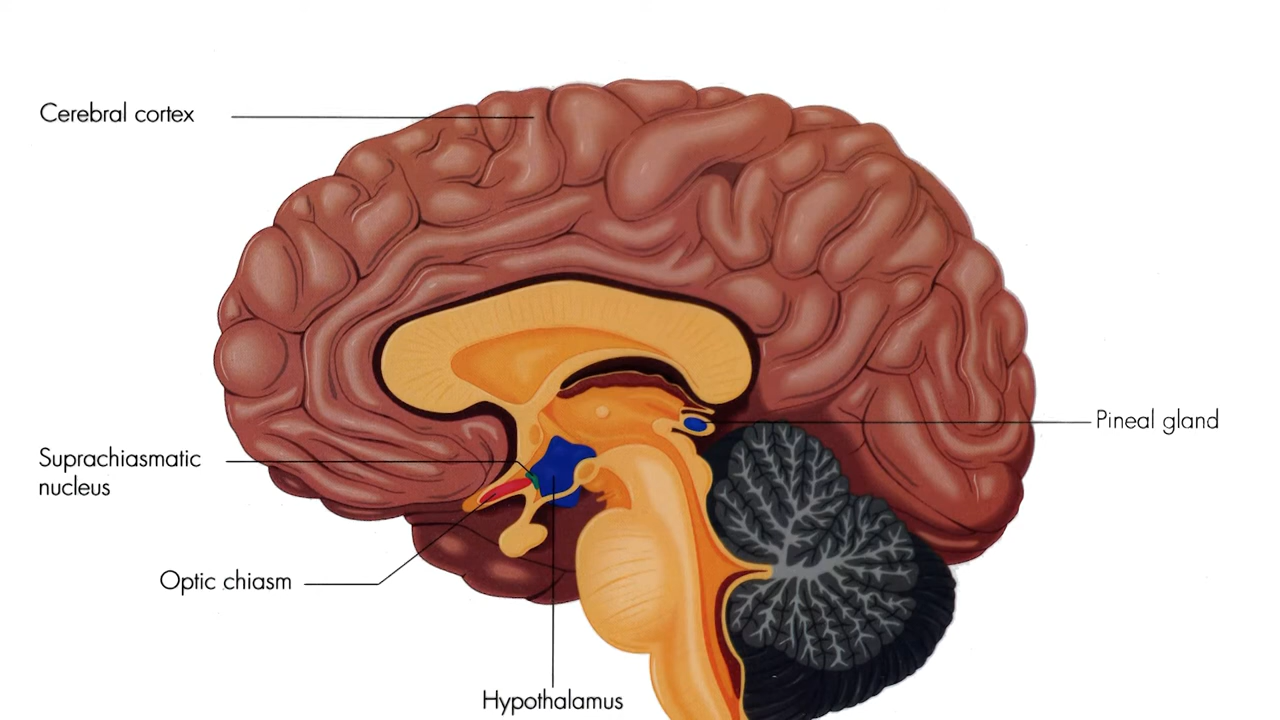 Cerebral cortex
Pineal gland
Suprachiasmatic
nucleus
Optic chiasm
Hypothalamus